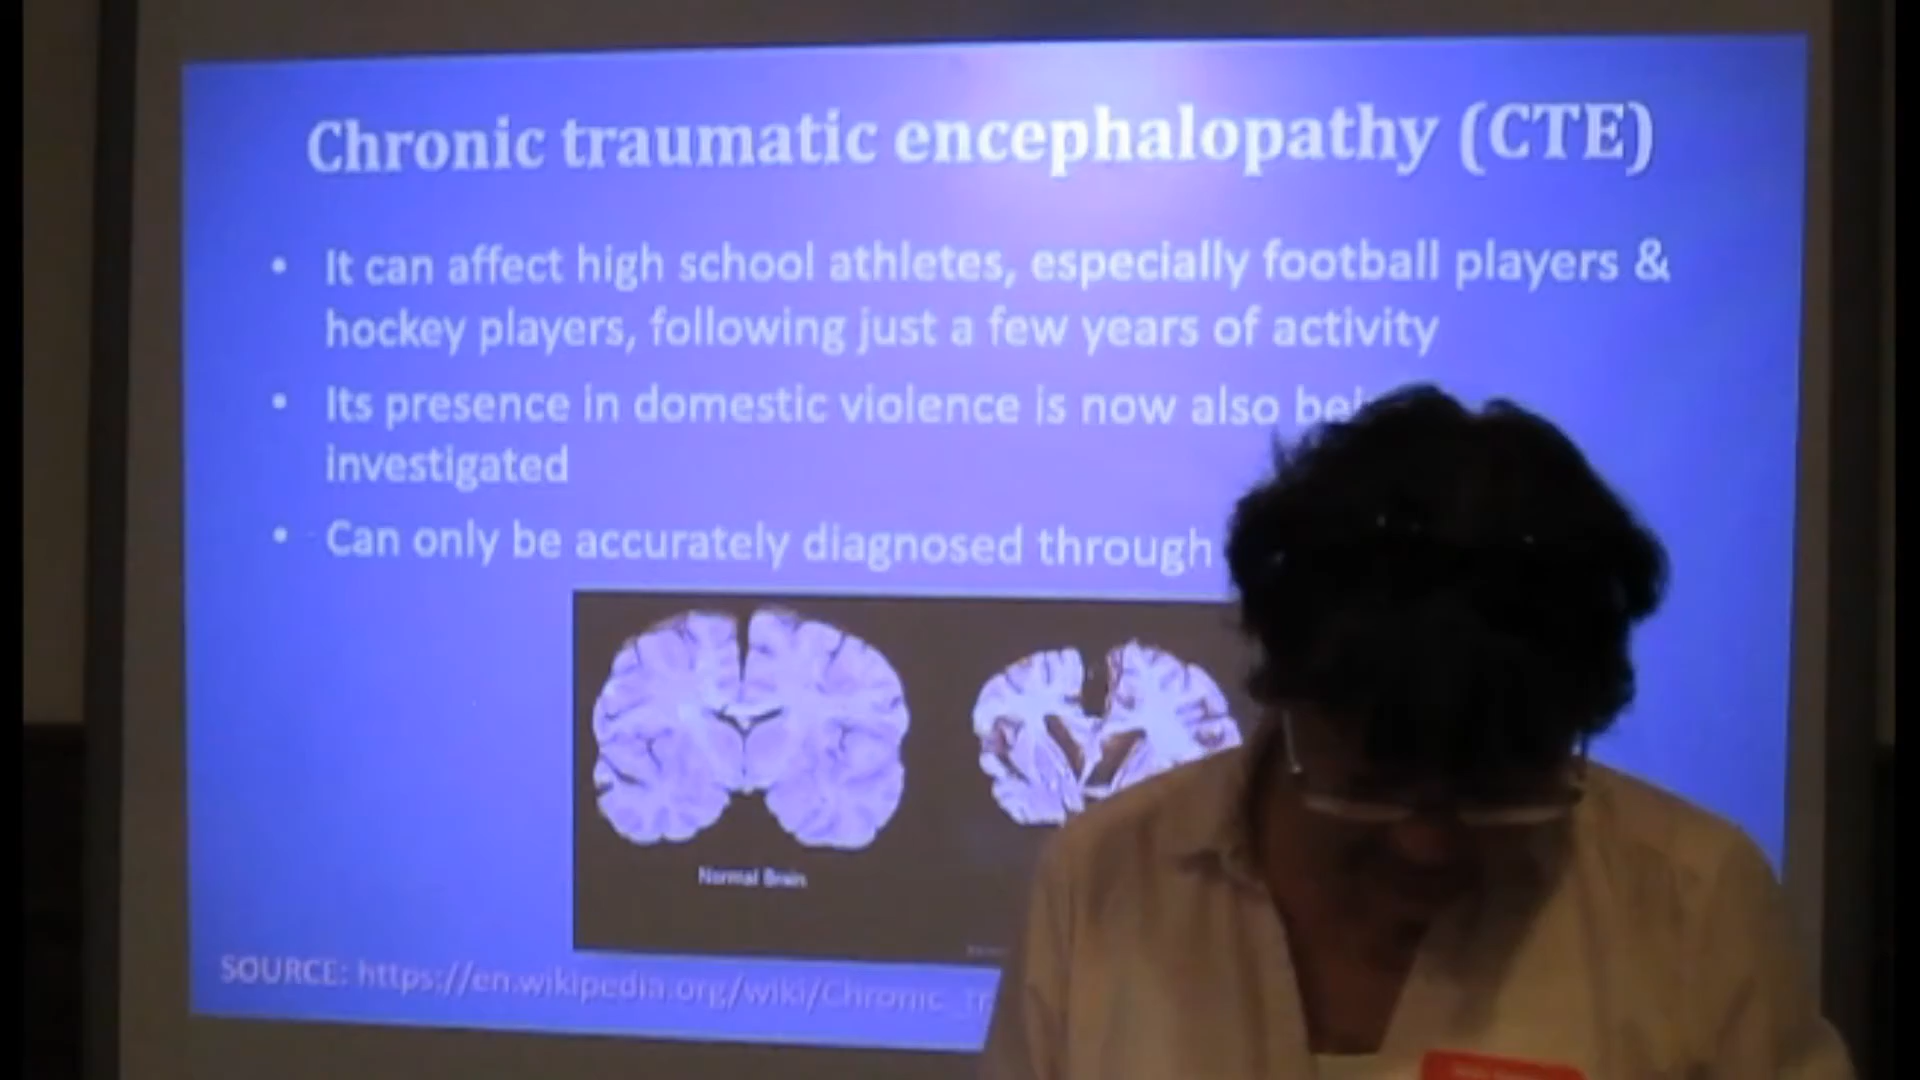 Chronic traumatic encephalopathy (CTE)
• It can affect high school athletes, especially football players &
hockey players, following just a few years of activity
• Its presence in domestic violence is now also
investigated
• Can only be accurately diagnosed through
Normal Brain
SOURCE: https://en.wikipedia.org/wiki/Chronic_tr